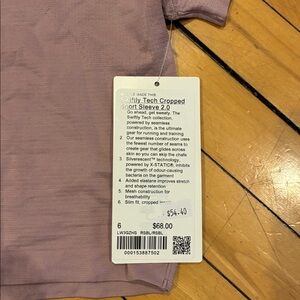 WE MADE THIS
Swiftly Tech Cropped
Short Sleeve 2.0
1 Go ahead, get sweaty. The
Swiftly Tech collection,
powered by seamless
construction, is the ultimate
gear for running and training
2 Our seamless construction uses
the fewest number of seams to
create gear that glides across
skin so you can skip the chafe
3 Silverescent™ technology,
powered by X-STATIC®, inhibits
the growth of odour-causing
bacteria on the garment
4 Added elastane improves stretch
and shape retention
5 Mesh construction for
breathability
6 Slim fit, cropped
$54.40
6 $68.00
LW3GZHS RSBL/RSBL
000153887502